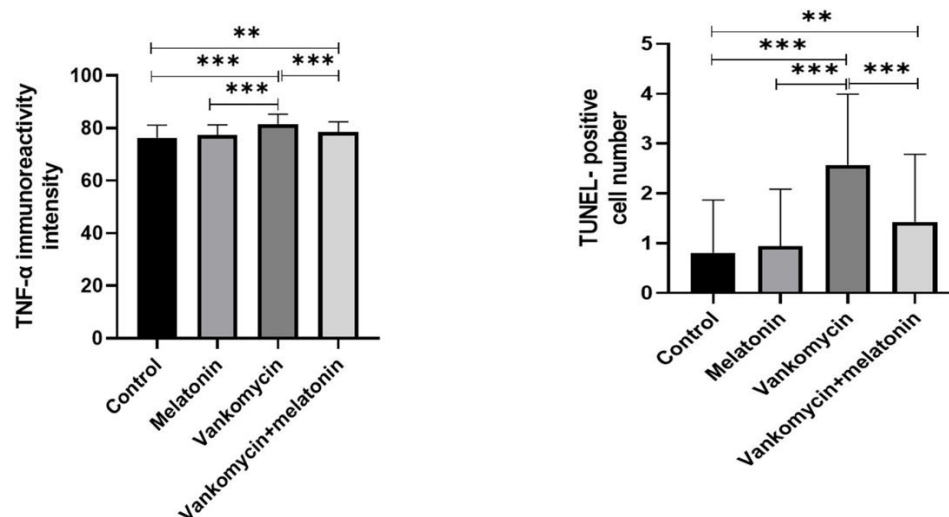 **
***
***
***
100
80
60
40
20
0
TNF-α immunoreactivity
intensity
Control
Melatonin
Vankomycin
Vankomycin+melatonin
**
***
***
***
5
4
3
2
1
0
TUNEL- positive
cell number
Control
Melatonin
Vankomycin
Vankomycin+melatonin